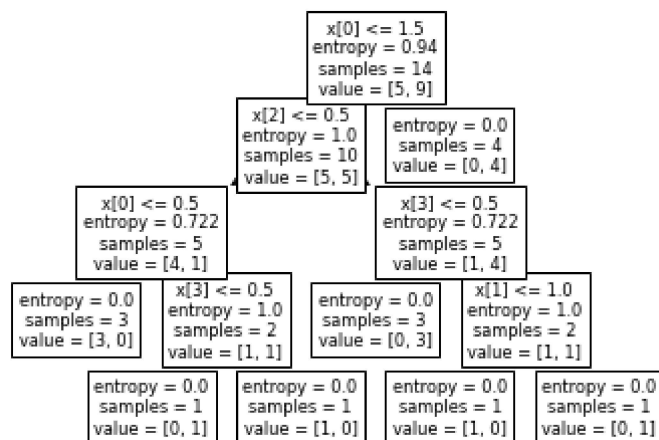 x[0] <= 1.5
entropy = 0.94
samples = 14
value = [5, 9]
x[2] <= 0.5
entropy = 1.0
samples = 10
value = [5, 5]
entropy = 0.0
samples = 4
value = [0, 4]
x[0] <= 0.5
entropy = 0.722
samples = 5
value = [4, 1]
x[3] <= 0.5
entropy = 0.722
samples = 5
value = [1, 4]
entropy = 0.0
samples = 3
value = [3, 0]
x[3] <= 0.5
entropy = 1.0
samples = 2
value = [1, 1]
entropy = 0.0
samples = 3
value = [0, 3]
x[1] <= 1.0
entropy = 1.0
samples = 2
value = [1, 1]
entropy = 0.0
samples = 1
value = [0, 1]
entropy = 0.0
samples = 1
value = [1, 0]
entropy = 0.0
samples = 1
value = [1, 0]
entropy = 0.0
samples = 1
value = [0, 1]